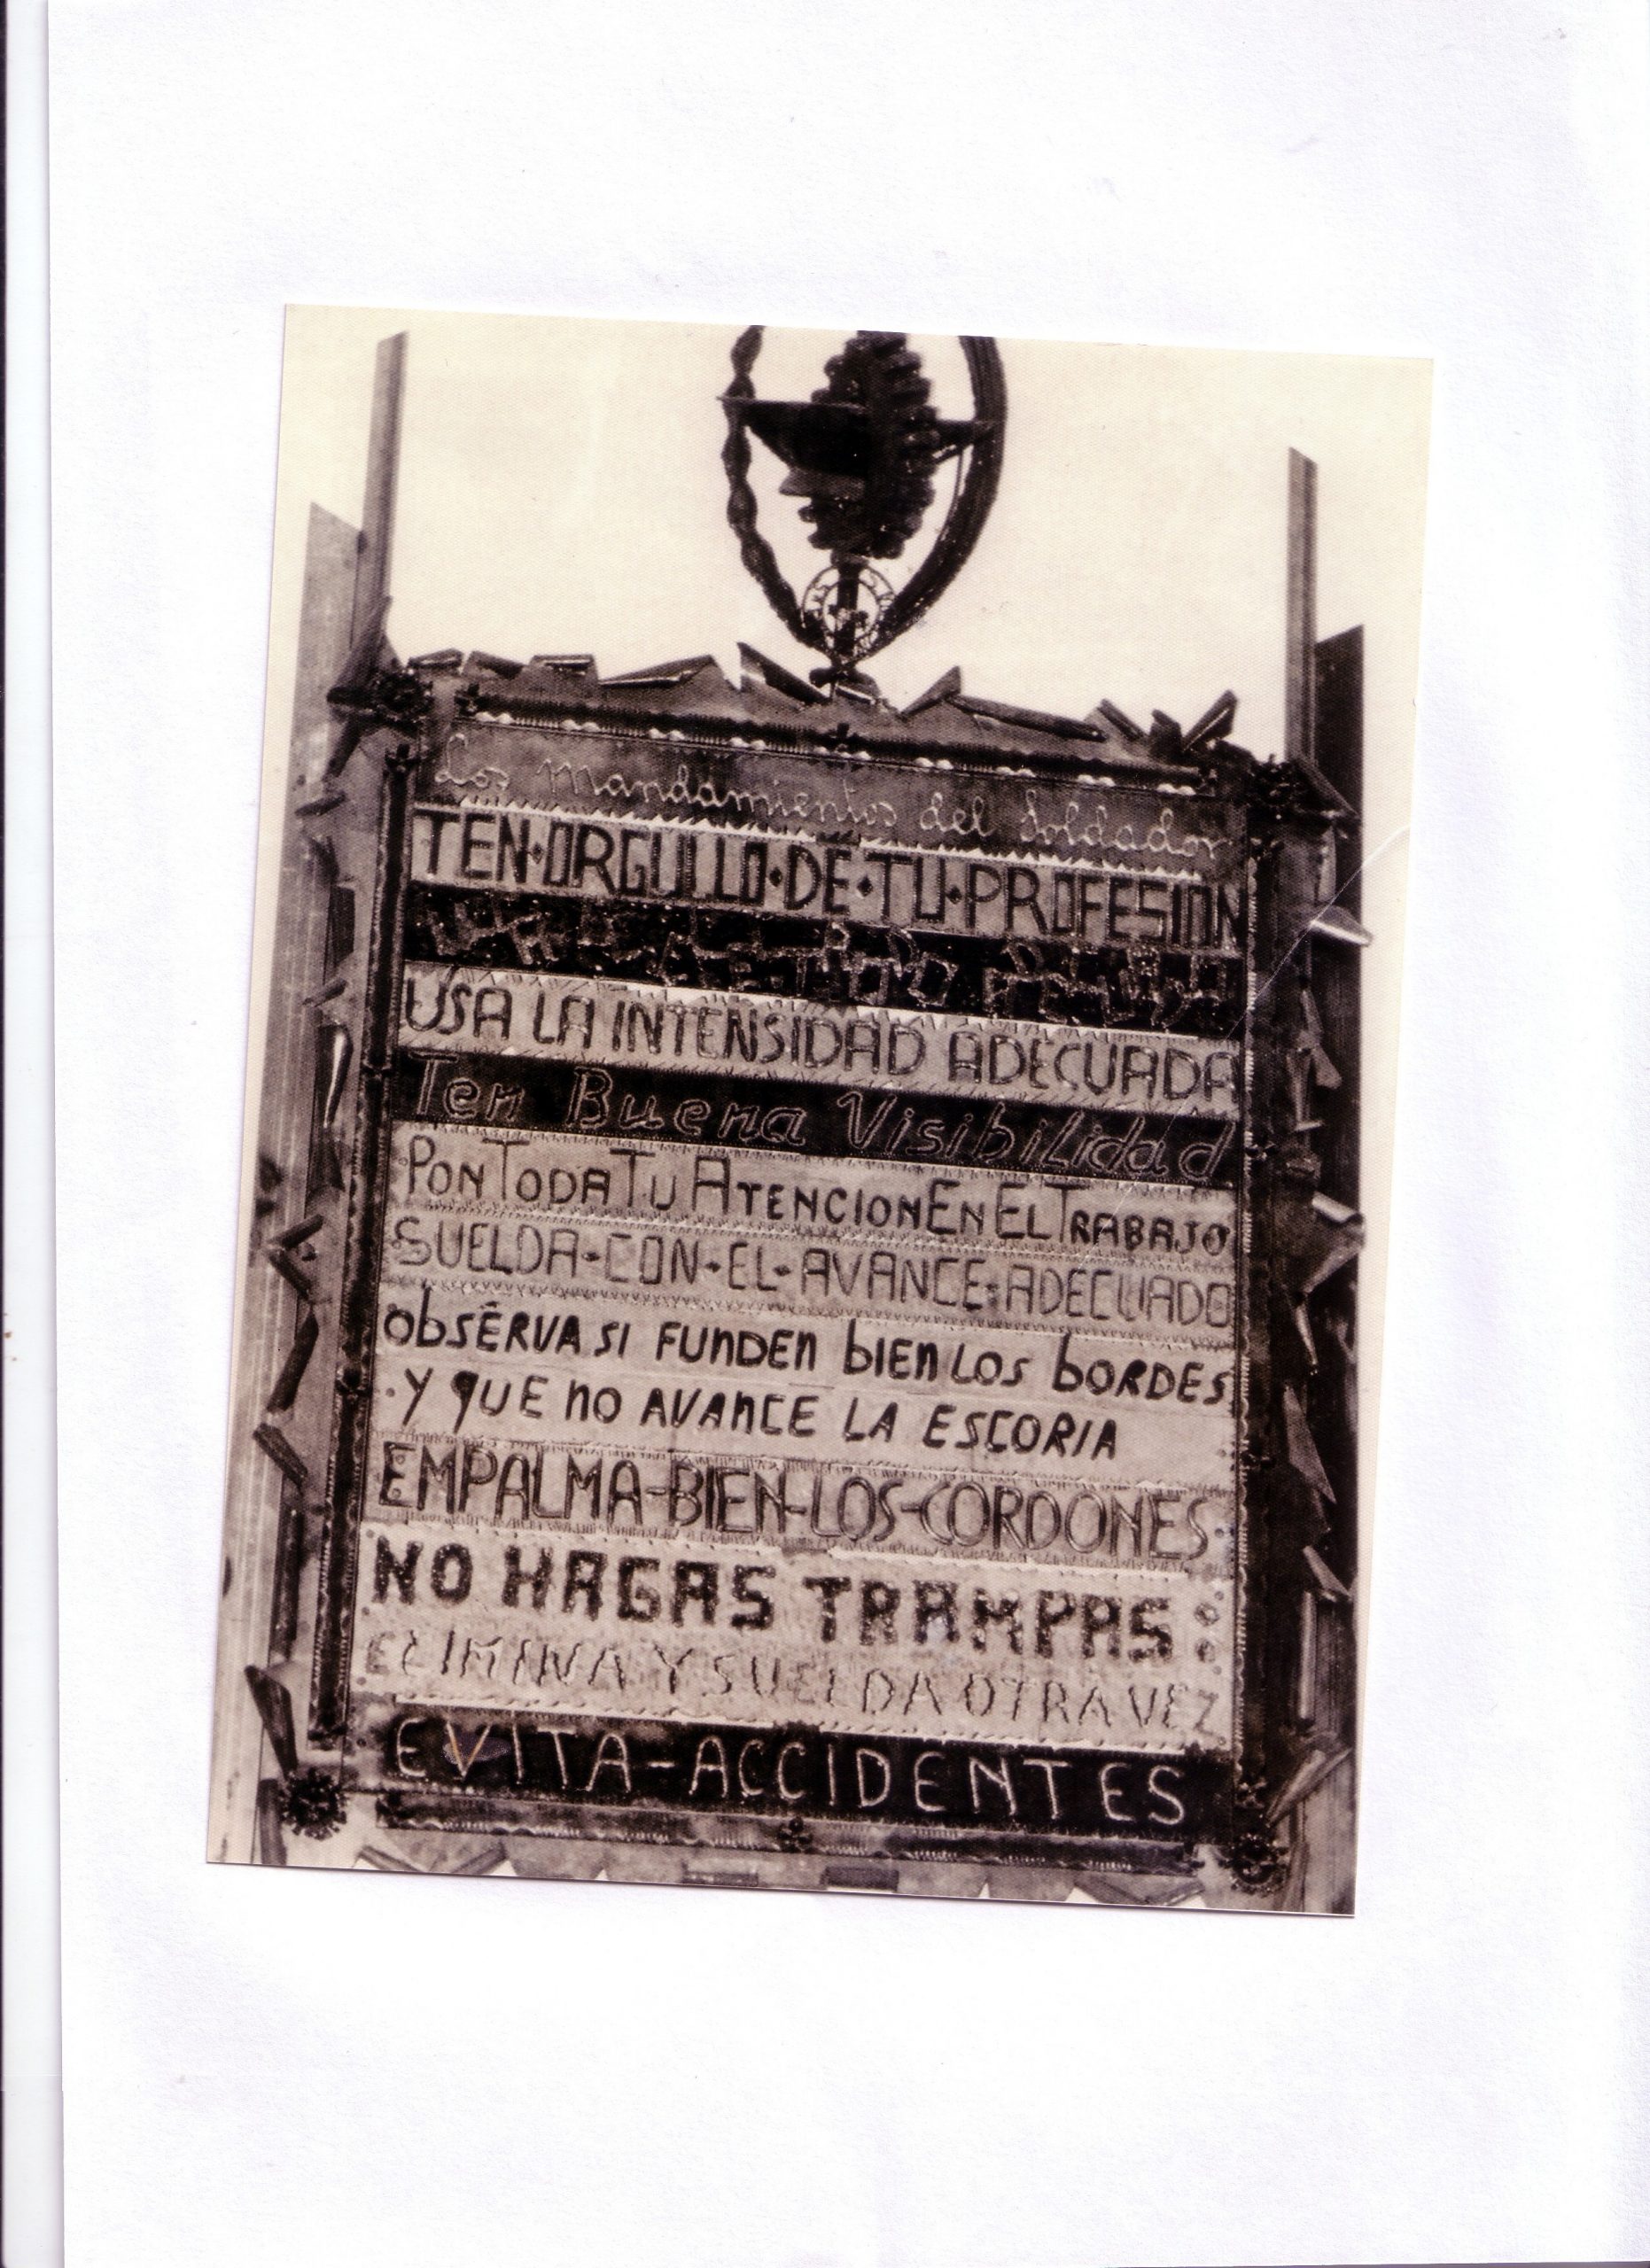 Los Mandamientos del Soldador
TEN·ORGULLO·DE·TU·PROFESION
USA LA INTENSIDAD ADECUADA
Ten Buena Visibilidad
PON TODA TU ATENCION EN EL TRABAJO
SUELDA·CON·EL·AVANCE·ADECUADO
ObSERVA SI FUnDEn bIEn LOS bORDES
Y qUE nO AVAnCE LA ESCORIA
EMPALMA-BIEN-LOS-CORDONES
NO HAGAS TRAMPAS:
ELIMINA Y SUELDA OTRA VEZ
EVITA-ACCIDENTES